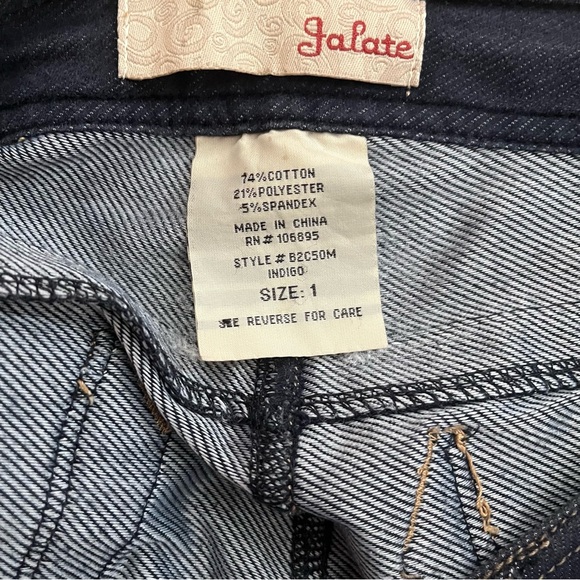 Jalate
74%COTTON
21%POLYESTER
5%SPANDEX
MADE IN CHINA
RN# 106895
STYLE# B2C50M
INDIGO
SIZE: 1
SEE REVERSE FOR CARE